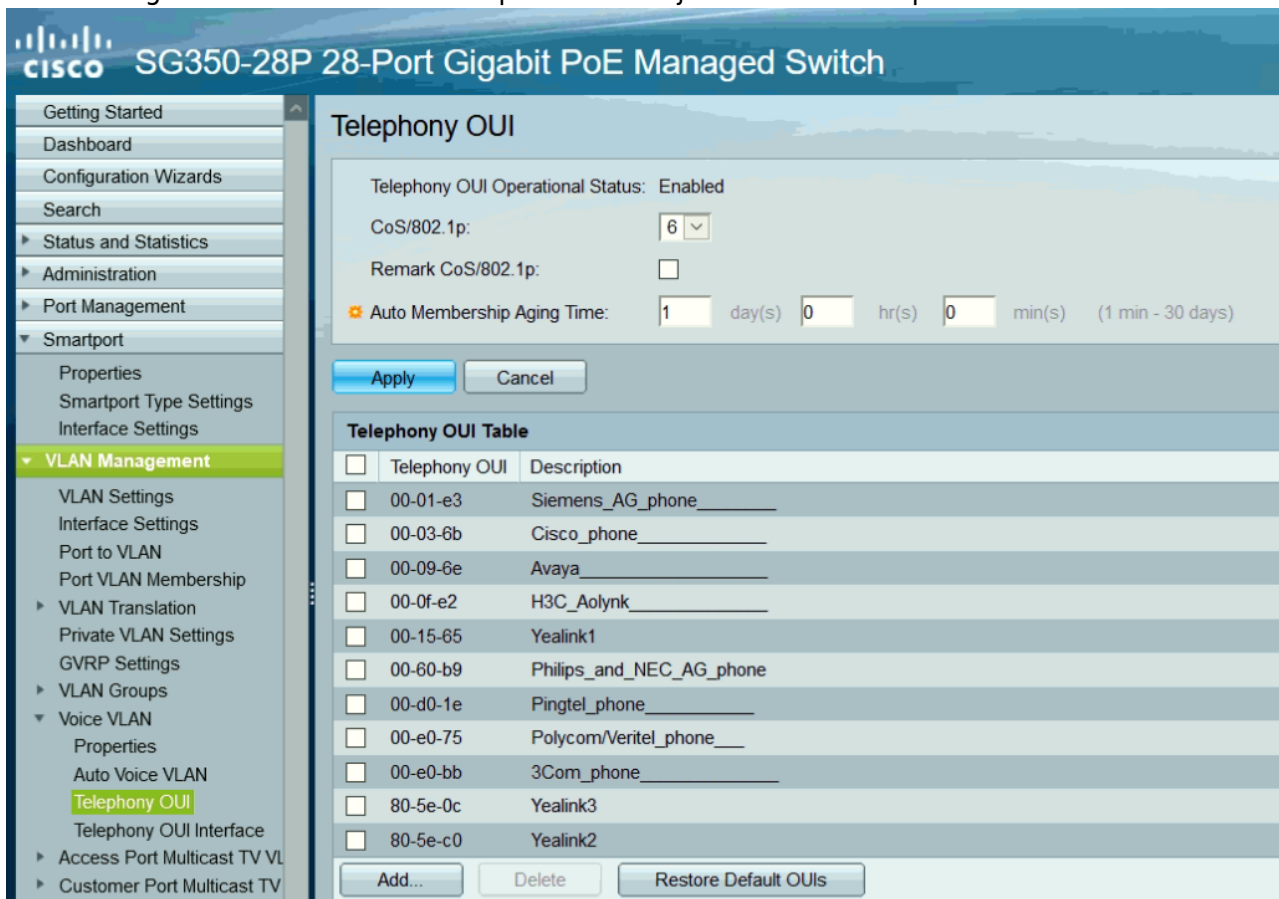 CISCO SG350-28P 28-Port Gigabit PoE Managed Switch
Getting Started
Dashboard
Configuration Wizards
Search
Status and Statistics
Administration
Port Management
Smartport
Properties
Smartport Type Settings
Interface Settings
VLAN Management
VLAN Settings
Interface Settings
Port to VLAN
Port VLAN Membership
VLAN Translation
Private VLAN Settings
GVRP Settings
VLAN Groups
Voice VLAN
Properties
Auto Voice VLAN
Telephony OUI
Telephony OUI Interface
Access Port Multicast TV VL
Customer Port Multicast TV
Telephony OUI
Telephony OUI Operational Status: Enabled
CoS/802.1p: 6
Remark CoS/802.1p:
Auto Membership Aging Time: 1 day(s) 0 hr(s) 0 min(s) (1 min - 30 days)
Apply Cancel
Telephony OUI Table
Telephony OUI Description
00-01-e3 Siemens_AG_phone________
00-03-6b Cisco_phone_____________
00-09-6e Avaya___________________
00-0f-e2 H3C_Aolynk______________
00-15-65 Yealink1
00-60-b9 Philips_and_NEC_AG_phone
00-d0-1e Pingtel_phone___________
00-e0-75 Polycom/Veritel_phone___
00-e0-bb 3Com_phone______________
80-5e-0c Yealink3
80-5e-c0 Yealink2
Add... Delete Restore Default OUIs